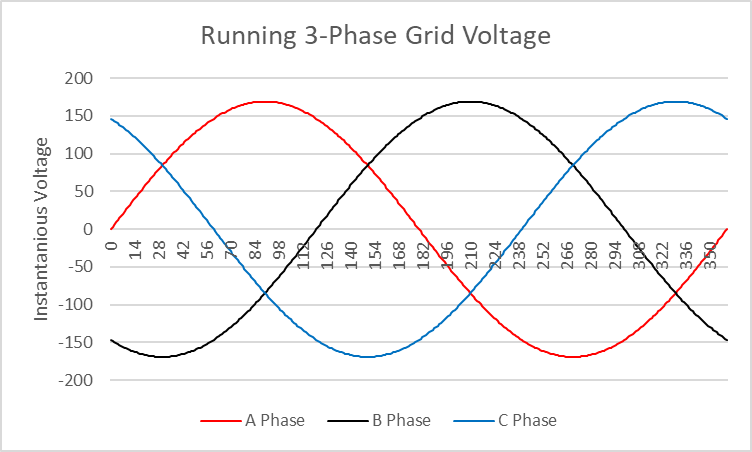 Running 3-Phase Grid Voltage
Instantanious Voltage
200
150
100
50
0
-50
-100
-150
-200
0 14 28 42 56 70 84 98 112 126 140 154 168 182 196 210 224 238 252 266 280 294 308 322 336 350
A Phase B Phase C Phase